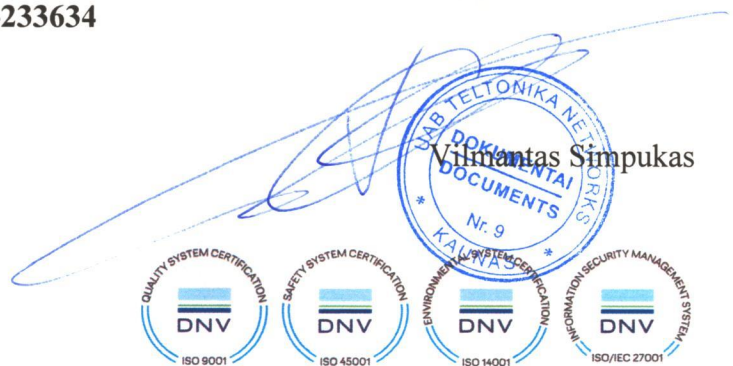 233634
UAB TELTONIKA NETWORKS
DOKUMENTAI
DOCUMENTS
Nr. 9
* KAUNAS *
Vilmantas Simpukas
QUALITY SYSTEM CERTIFICATION
DNV
ISO 9001
SAFETY SYSTEM CERTIFICATION
DNV
ISO 45001
ENVIRONMENTAL SYSTEM CERTIFICATION
DNV
ISO 14001
INFORMATION SECURITY MANAGEMENT SYSTEM
DNV
ISO/IEC 27001